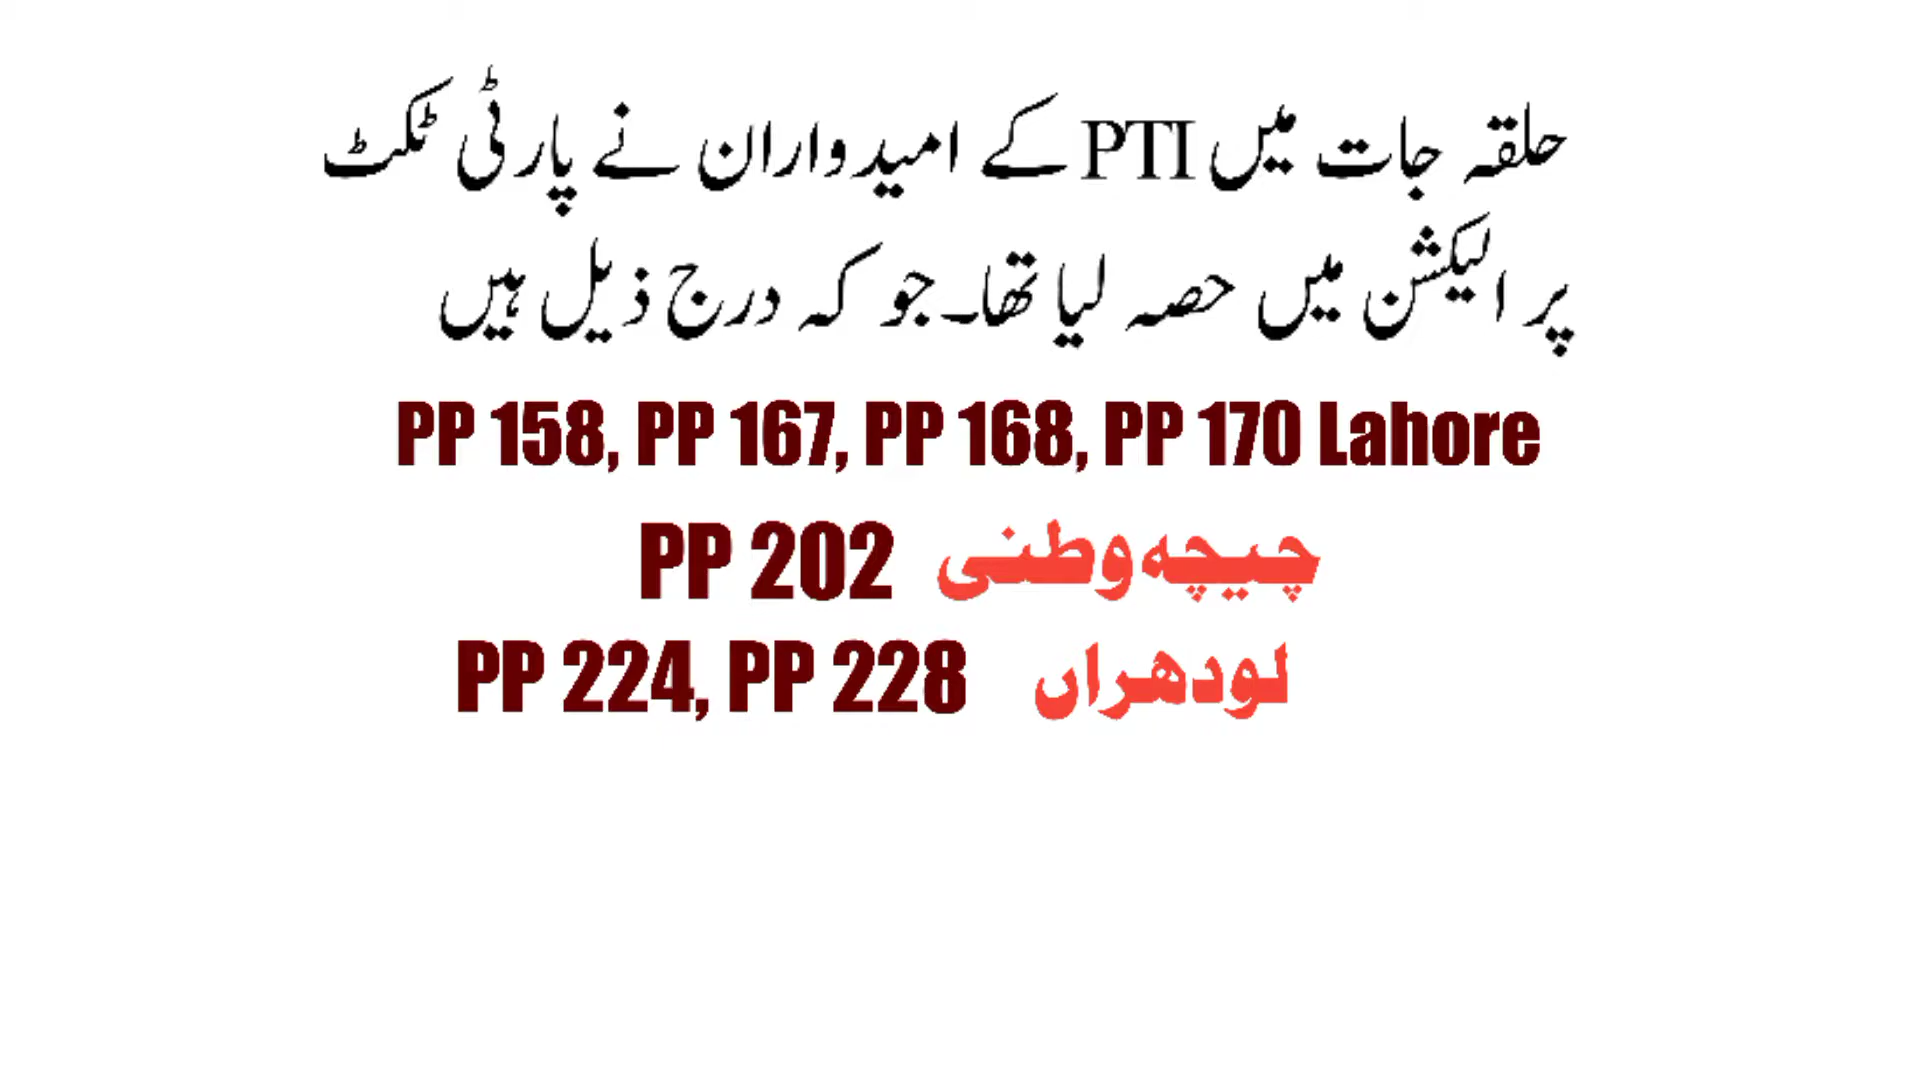 حلقہ جات میں PTI کے امیدواران نے پارٹی ٹکٹ
پر الیکشن میں حصہ لیا تھا۔ جو کہ درج ذیل ہیں
PP 158, PP 167, PP 168, PP 170 Lahore
PP 202 چیچہ وطنی
PP 224, PP 228 لودھراں